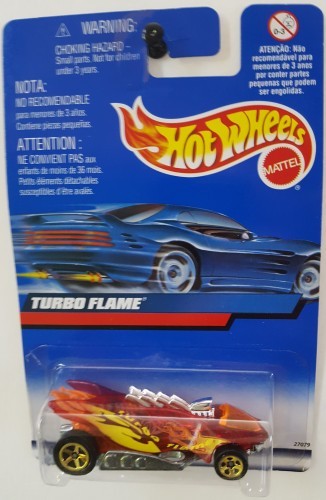 WARNING:
CHOKING HAZARD -
Small parts. Not for children
under 3 years.
NOTA:
NO RECOMENDABLE
para menores de 3 años.
Contiene piezas pequeñas.
ATTENTION :
NE CONVIENT PAS aux
enfants de moins de 36 mois.
Petits éléments détachables
susceptibles d'être avalés.
0-3
ATENÇÃO: Não
recomendável para
menores de 3 anos
por conter partes
pequenas que podem
ser engolidas.
Hot Wheels
MATTEL
TURBO FLAME
27079